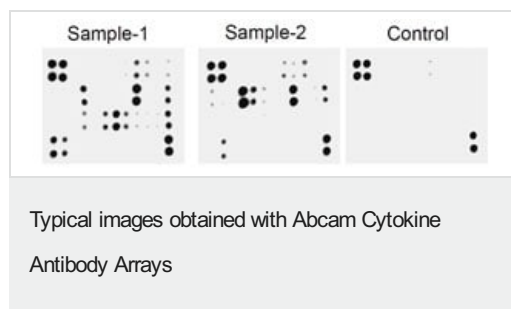 Sample-1 Sample-2 Control
Typical images obtained with Abcam Cytokine
Antibody Arrays